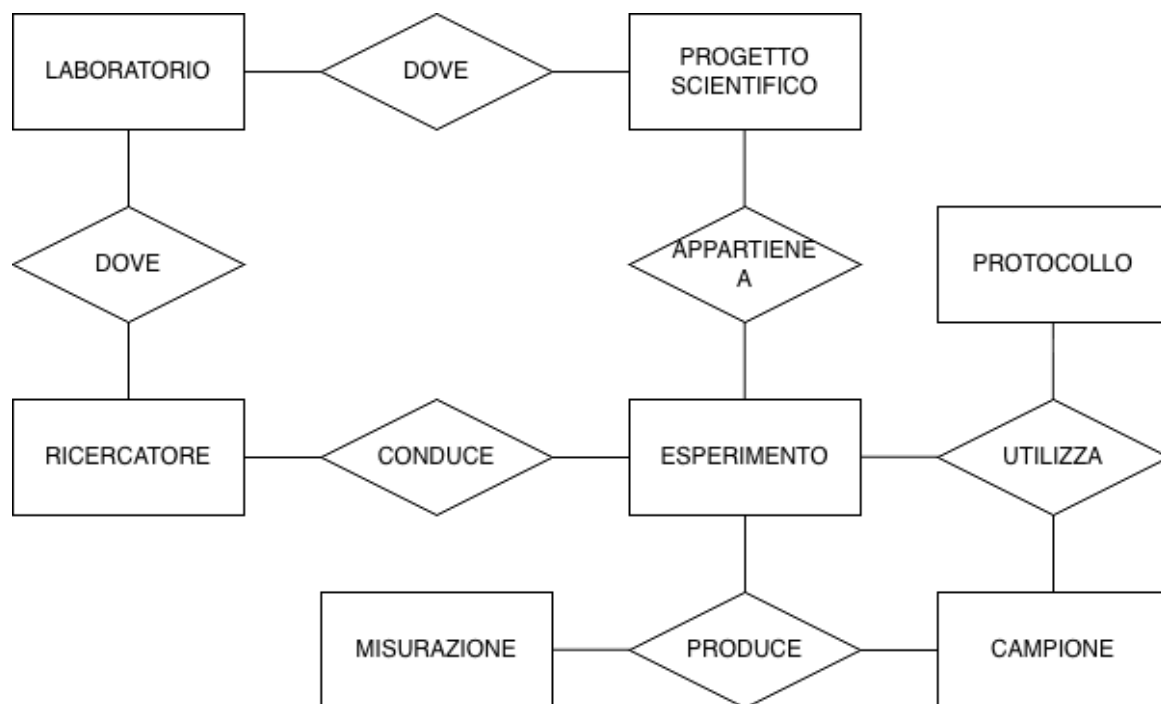 LABORATORIO
DOVE
PROGETTO
SCIENTIFICO
DOVE
APPARTIENE
A
PROTOCOLLO
RICERCATORE
CONDUCE
ESPERIMENTO
UTILIZZA
MISURAZIONE
PRODUCE
CAMPIONE